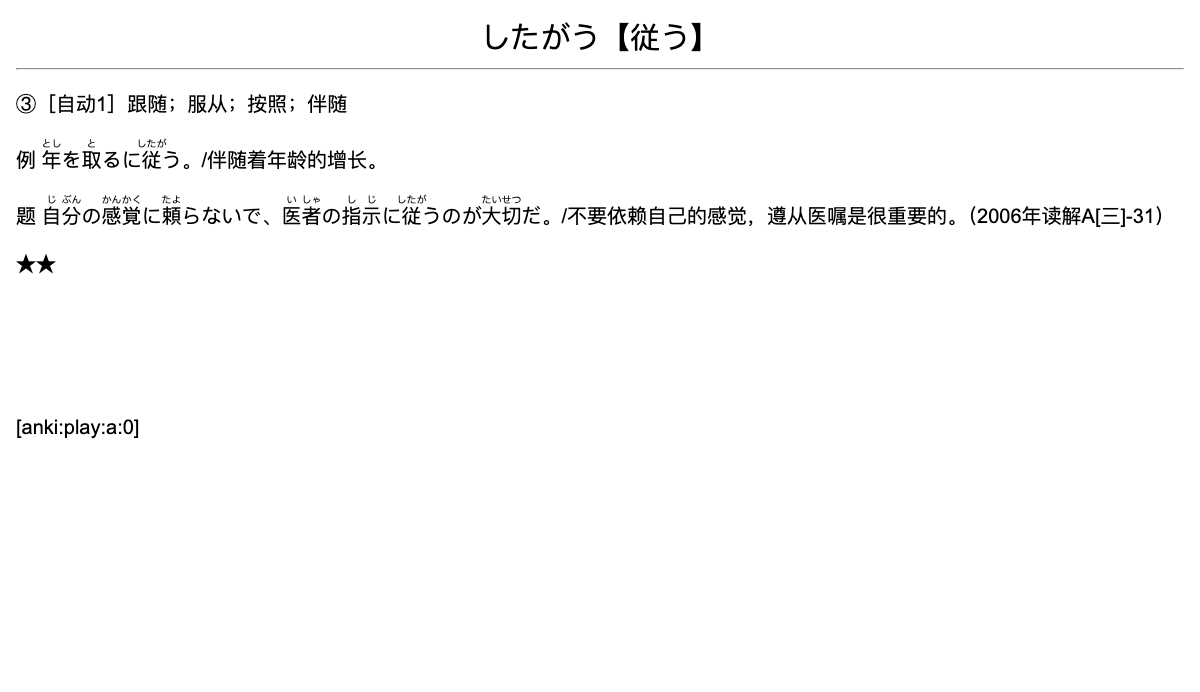 したがう【従う】
③［自动1］跟随；服从；按照；伴随
とし と したが
例 年を取るに従う。/伴随着年龄的增长。
じ ぶん かんかく たよ い しゃ し じ したが たいせつ
题 自分の感覚に頼らないで、医者の指示に従うのが大切だ。/不要依赖自己的感觉，遵从医嘱是很重要的。（2006年读解A[三]-31）
★★
[anki:play:a:0]